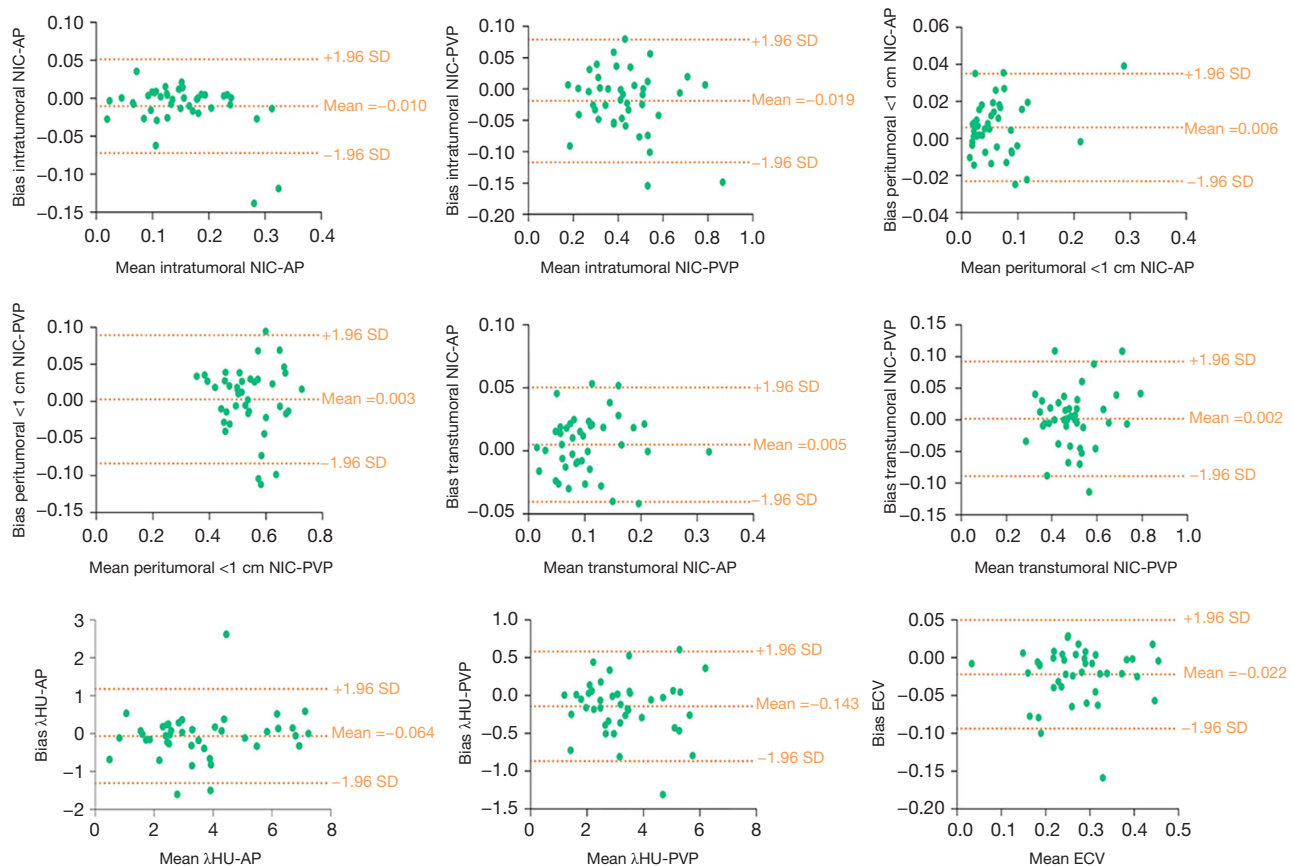 Bias intratumoral NIC-AP
0.10
0.05
0.00
−0.05
−0.10
−0.15
0.0 0.1 0.2 0.3 0.4
+1.96 SD
Mean =−0.010
−1.96 SD
Mean intratumoral NIC-AP
Bias intratumoral NIC-PVP
0.10
0.05
0.00
−0.05
−0.10
−0.15
−0.20
0.0 0.2 0.4 0.6 0.8 1.0
+1.96 SD
Mean =−0.019
−1.96 SD
Mean intratumoral NIC-PVP
Bias peritumoral <1 cm NIC-AP
0.06
0.04
0.02
0.00
−0.02
−0.04
0.0 0.1 0.2 0.3 0.4
+1.96 SD
Mean =0.006
−1.96 SD
Mean peritumoral <1 cm NIC-AP
Bias peritumoral <1 cm NIC-PVP
0.10
0.05
0.00
−0.05
−0.10
−0.15
0.0 0.2 0.4 0.6 0.8
+1.96 SD
Mean =0.003
−1.96 SD
Mean peritumoral <1 cm NIC-PVP
Bias transtumoral NIC-AP
0.10
0.05
0.00
−0.05
0.0 0.1 0.2 0.3 0.4
+1.96 SD
Mean =0.005
−1.96 SD
Mean transtumoral NIC-AP
Bias transtumoral NIC-PVP
0.15
0.10
0.05
0.00
−0.05
−0.10
−0.15
0.0 0.2 0.4 0.6 0.8 1.0
+1.96 SD
Mean =0.002
−1.96 SD
Mean transtumoral NIC-PVP
Bias λHU-AP
3
2
1
0
−1
−2
0 2 4 6 8
+1.96 SD
Mean =−0.064
−1.96 SD
Mean λHU-AP
Bias λHU-PVP
1.0
0.5
0.0
−0.5
−1.0
−1.5
0 2 4 6 8
+1.96 SD
Mean =−0.143
−1.96 SD
Mean λHU-PVP
Bias ECV
0.05
0.00
−0.05
−0.10
−0.15
−0.20
0.0 0.1 0.2 0.3 0.4 0.5
+1.96 SD
Mean =−0.022
−1.96 SD
Mean ECV